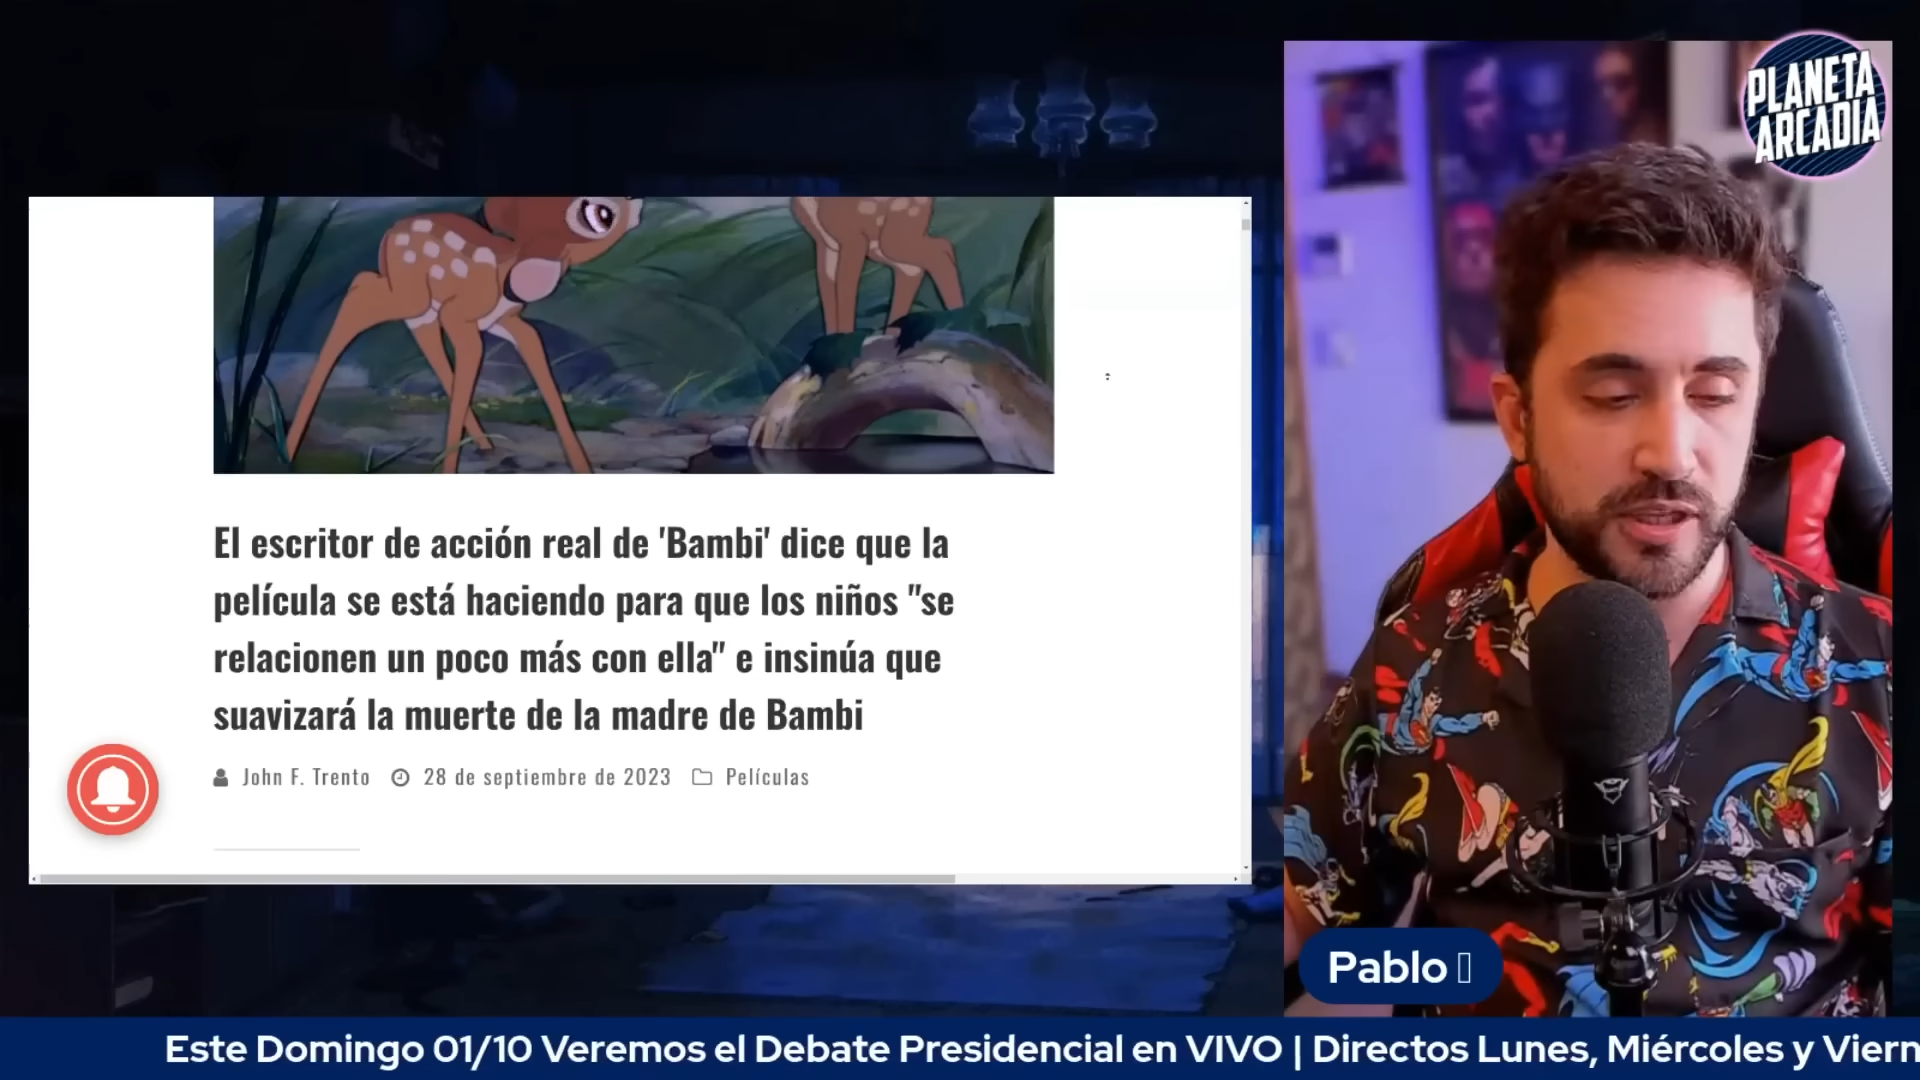 PLANETA
ARCADIA
El escritor de acción real de 'Bambi' dice que la
película se está haciendo para que los niños "se
relacionen un poco más con ella" e insinúa que
suavizará la muerte de la madre de Bambi
John F. Trento 28 de septiembre de 2023 Películas
Pablo
Este Domingo 01/10 Veremos el Debate Presidencial en VIVO | Directos Lunes, Miércoles y Viern